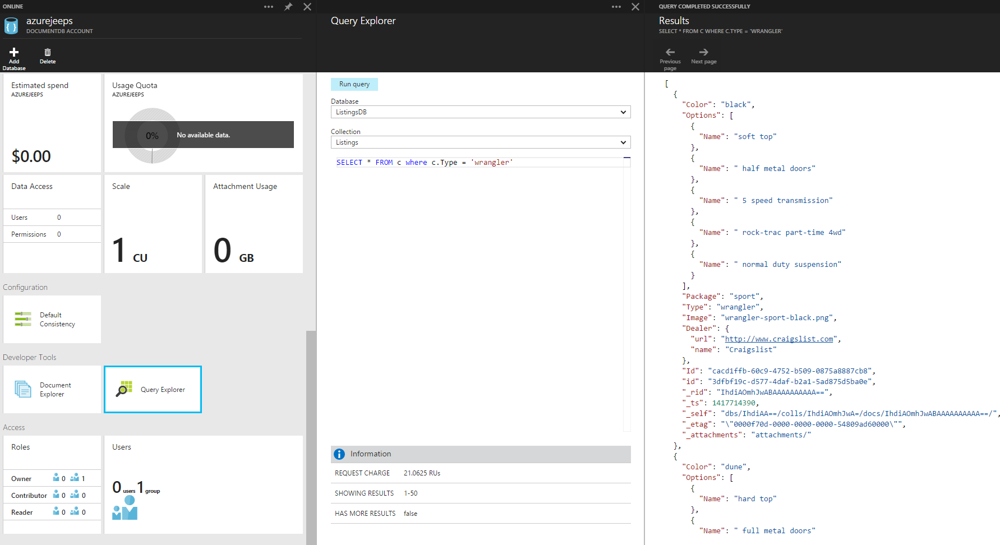 ONLINE
azurejeeps
DOCUMENTDB ACCOUNT
Add
Database
Delete
Estimated spend
AZUREJEEPS
$0.00
Usage Quota
AZUREJEEPS
0%
No available data.
Data Access
Users 0
Permissions 0
Scale
1 CU
Attachment Usage
0 GB
Configuration
Default
Consistency
Developer Tools
Document
Explorer
Query Explorer
Access
Roles
Owner 0 1
Contributor 0 0
Reader 0 0
Users
0 users 1 group
Query Explorer
Run query
Database
ListingsDB
Collection
Listings
SELECT * FROM c where c.Type = 'wrangler'
Information
REQUEST CHARGE 21.0625 RUs
SHOWING RESULTS 1-50
HAS MORE RESULTS false
QUERY COMPLETED SUCCESSFULLY
Results
SELECT * FROM C WHERE C.TYPE = 'WRANGLER'
Previous
page
Next page
[
{
"Color": "black",
"Options": [
{
"Name": "soft top"
},
{
"Name": " half metal doors"
},
{
"Name": " 5 speed transmission"
},
{
"Name": " rock-trac part-time 4wd"
},
{
"Name": " normal duty suspension"
}
],
"Package": "sport",
"Type": "wrangler",
"Image": "wrangler-sport-black.png",
"Dealer": {
"url": "http://www.craigslist.com",
"name": "Craigslist"
},
"Id": "cacd1ffb-60c9-4752-b509-0875a8887cb8",
"id": "3dfbf19c-d577-4daf-b2a1-5ad875d5ba0e",
"_rid": "IhdiAOmhJwABAAAAAAAAAA==",
"_ts": 1417714390,
"_self": "dbs/IhdiAA==/colls/IhdiAOmhJwA=/docs/IhdiAOmhJwABAAAAAAAAAA==/",
"_etag": "\"0000f70d-0000-0000-0000-54809ad60000\"",
"_attachments": "attachments/"
},
{
"Color": "dune",
"Options": [
{
"Name": "hard top"
},
{
"Name": " full metal doors"